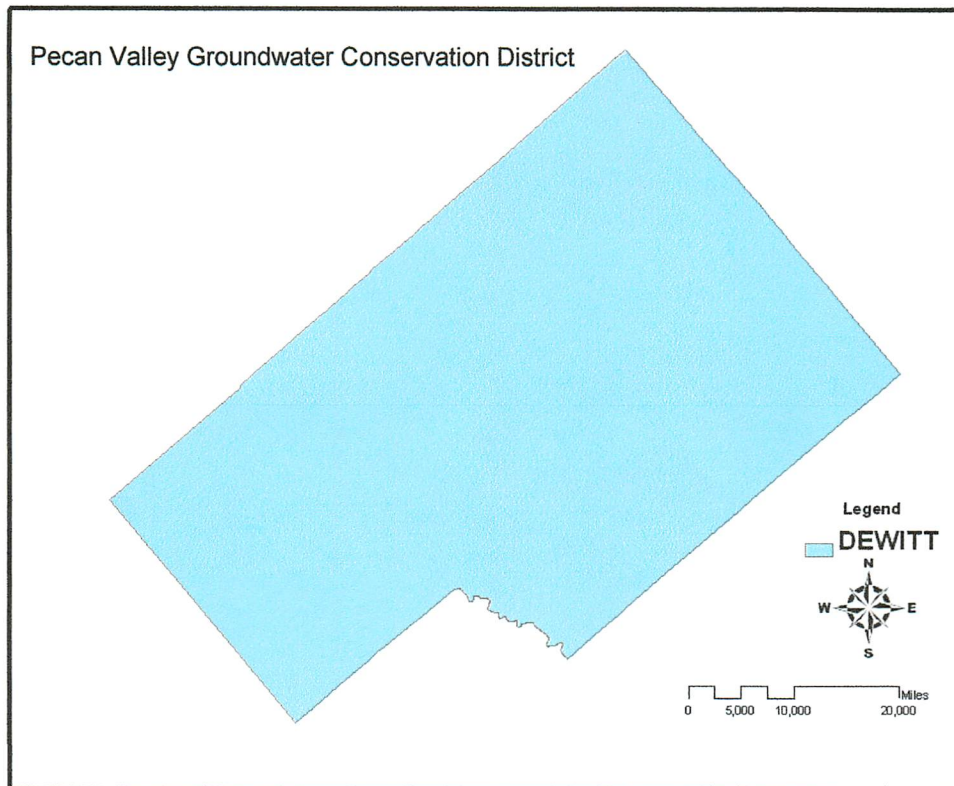 Pecan Valley Groundwater Conservation District
Legend
DEWITT
N
W E
S
Miles
0 5,000 10,000 20,000